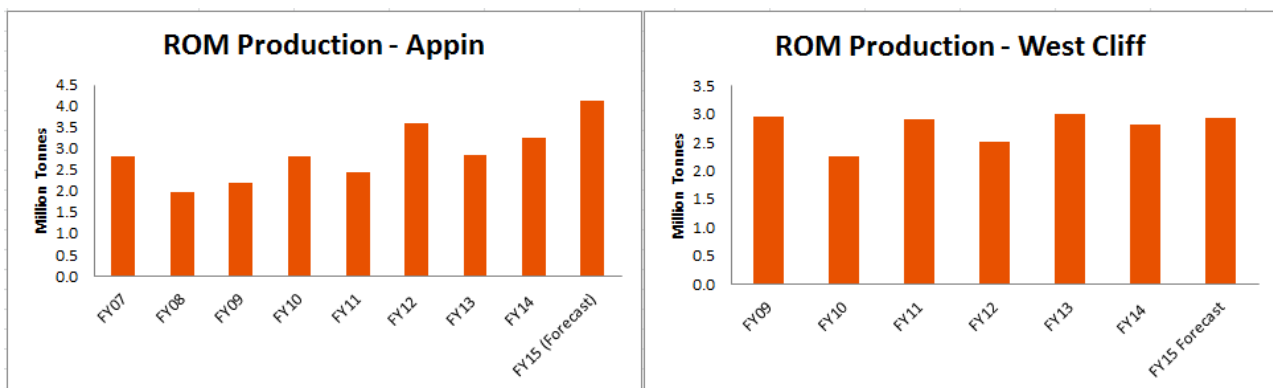 ROM Production - Appin
Million Tonnes
4.5
4.0
3.5
3.0
2.5
2.0
1.5
1.0
0.5
0.0
FY07
FY08
FY09
FY10
FY11
FY12
FY13
FY14
FY15 (Forecast)
ROM Production - West Cliff
Million Tonnes
3.5
3.0
2.5
2.0
1.5
1.0
0.5
0.0
FY09
FY10
FY11
FY12
FY13
FY14
FY15 Forecast